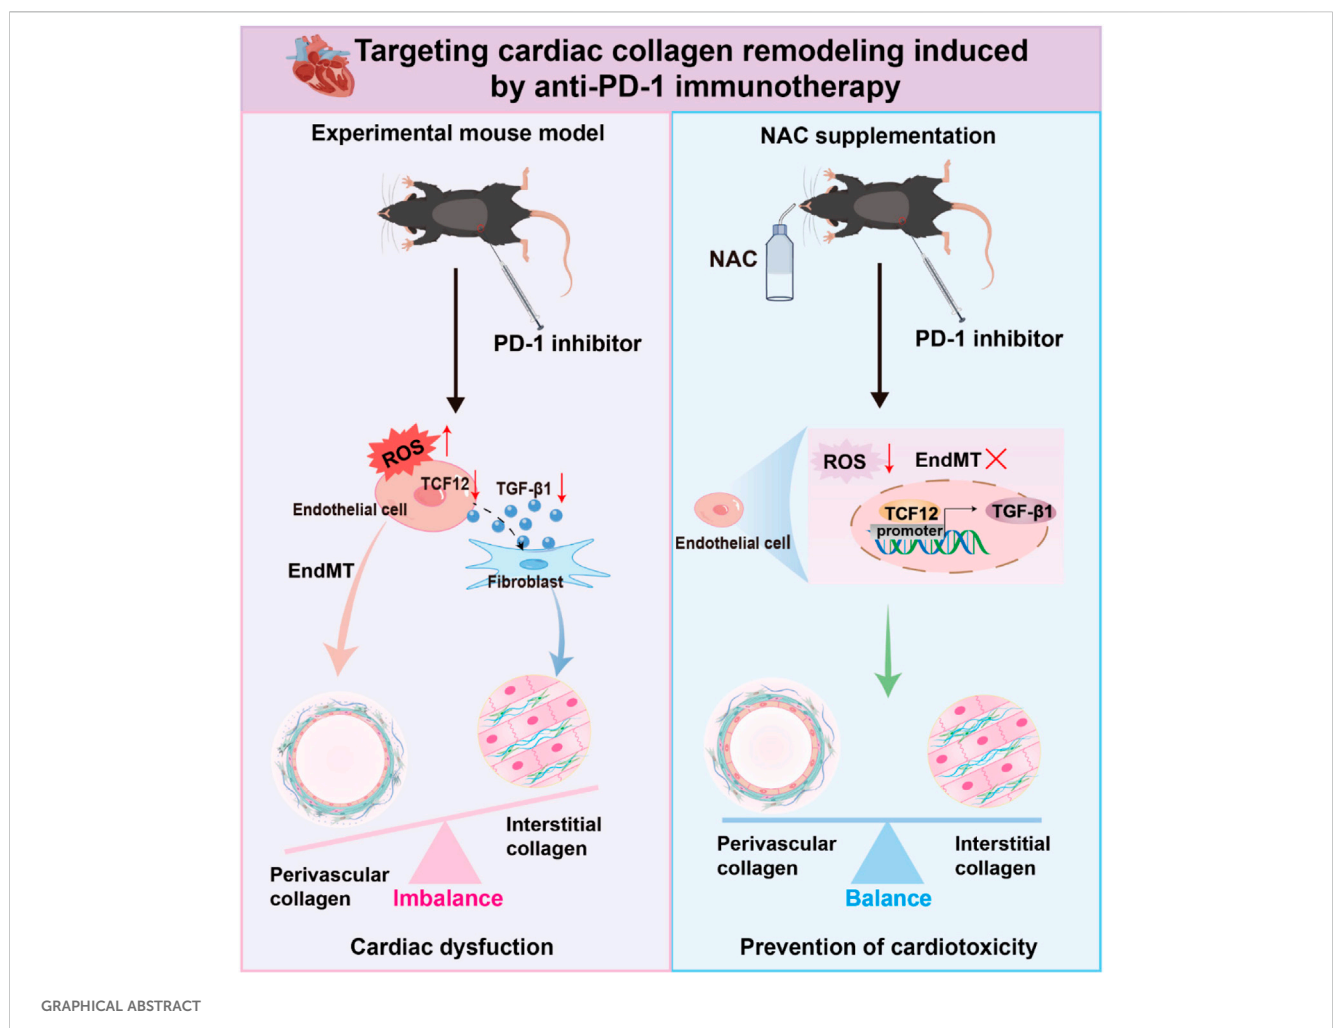 Targeting cardiac collagen remodeling induced
by anti-PD-1 immunotherapy
Experimental mouse model
PD-1 inhibitor
ROS
TCF12
TGF-β1
Endothelial cell
EndMT
Fibroblast
Interstitial
collagen
Perivascular
collagen
Imbalance
Cardiac dysfuction
NAC supplementation
NAC
PD-1 inhibitor
ROS
EndMT
TCF12
TGF-β1
promoter
Endothelial cell
Perivascular
collagen
Interstitial
collagen
Balance
Prevention of cardiotoxicity
GRAPHICAL ABSTRACT